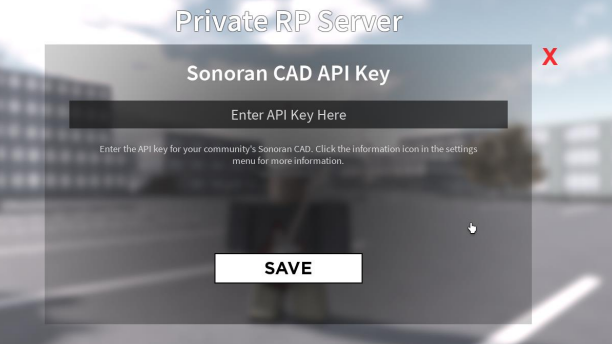 Private RP Server
X
Sonoran CAD API Key
Enter API Key Here
Enter the API key for your community's Sonoran CAD. Click the information icon in the settings
menu for more information.
SAVE